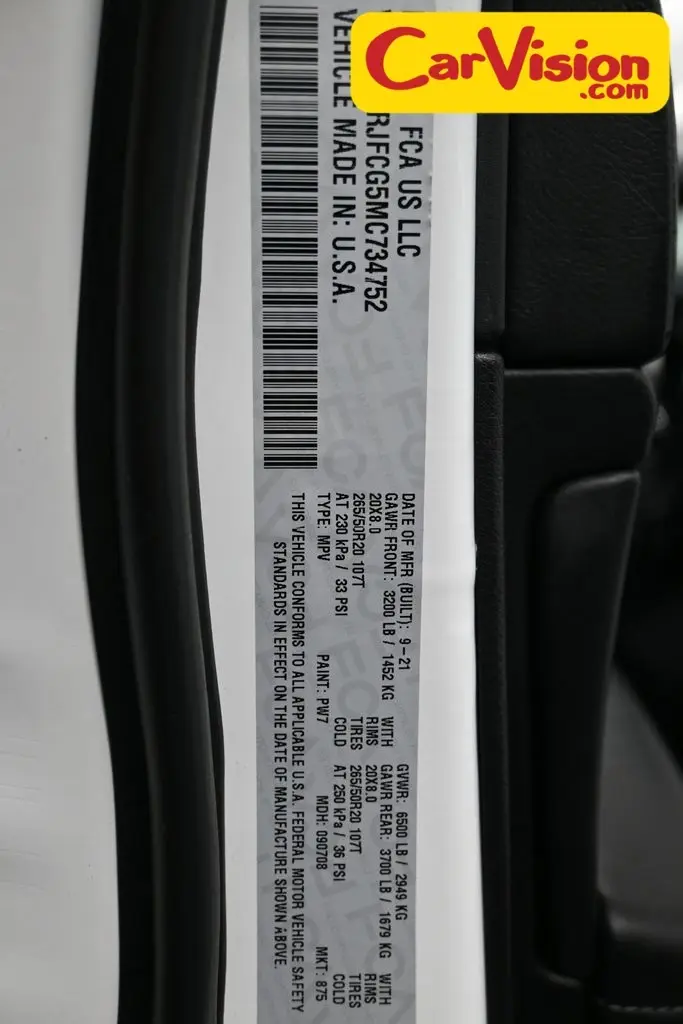 CarVision
.com
FCA US LLC
RJFCG5MC734752
VEHICLE MADE IN: U.S.A.
DATE OF MFR (BUILT): 9-21 GVWR: 6500 LB / 2949 KG
GAWR FRONT: 3200 LB / 1452 KG WITH GAWR REAR: 3700 LB / 1679 KG WITH
20X8.0 RIMS 20X8.0 RIMS
265/50R20 107T TIRES 265/50R20 107T TIRES
AT 230 kPa / 33 PSI COLD AT 250 kPa / 36 PSI COLD
TYPE: MPV PAINT: PW7 MDH: 090708 MKT: 875
THIS VEHICLE CONFORMS TO ALL APPLICABLE U.S.A. FEDERAL MOTOR VEHICLE SAFETY
STANDARDS IN EFFECT ON THE DATE OF MANUFACTURE SHOWN ABOVE.